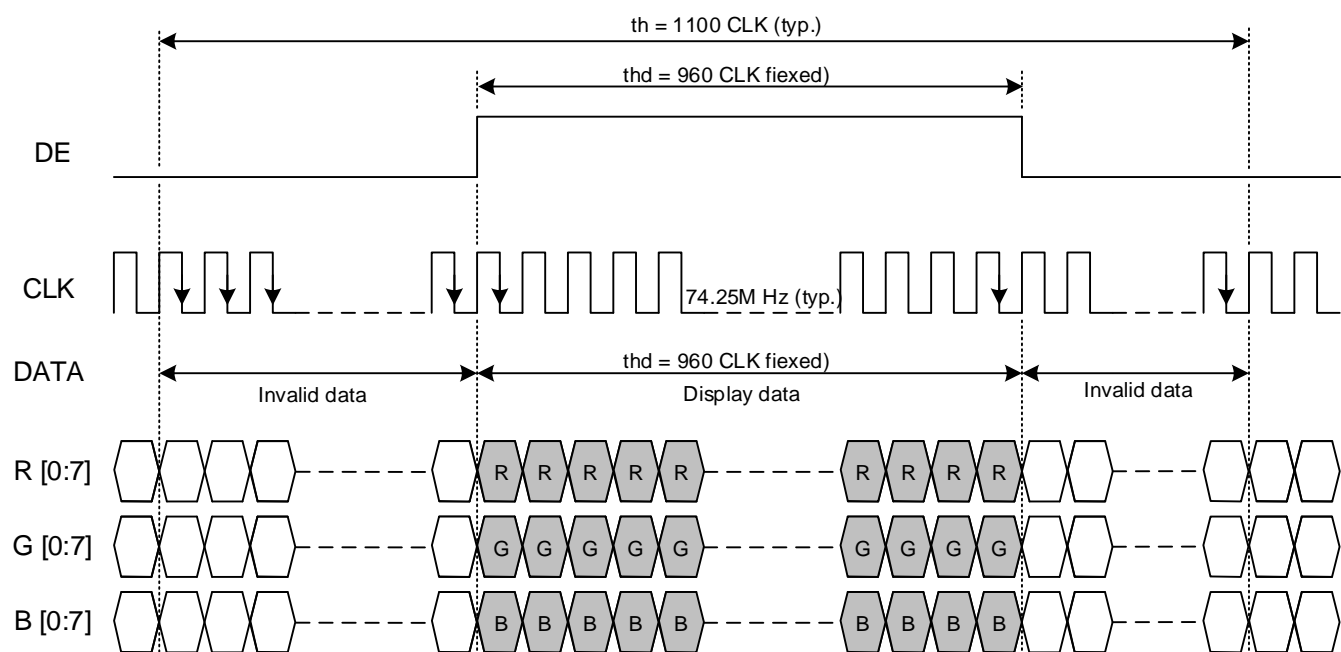 th = 1100 CLK (typ.)
thd = 960 CLK fiexed)
DE
CLK
74.25M Hz (typ.)
DATA
thd = 960 CLK fiexed)
Invalid data
Display data
Invalid data
R [0:7]
R R R R R R R R R
G [0:7]
G G G G G G G G G
B [0:7]
B B B B B B B B B